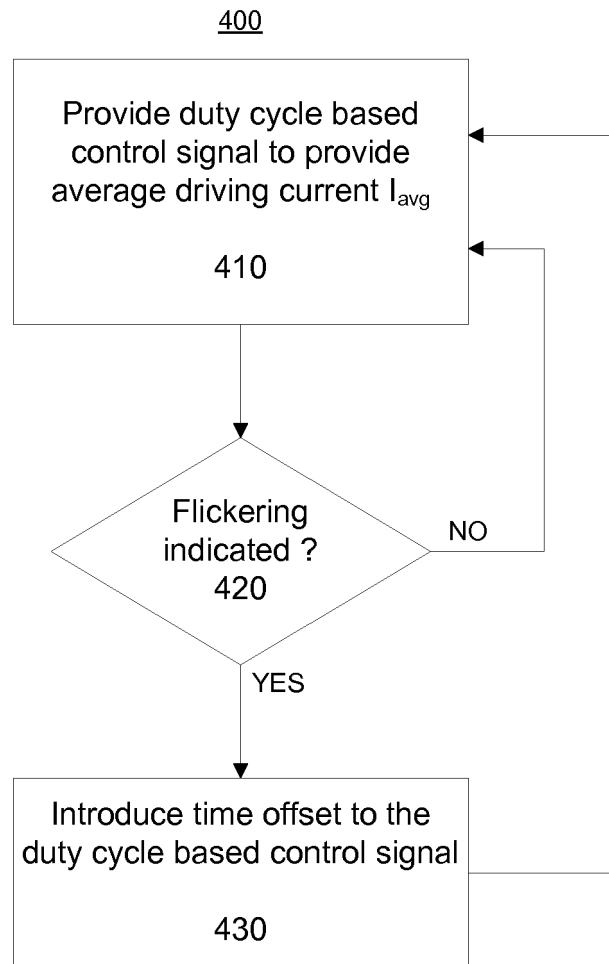 400
Provide duty cycle based
control signal to provide
average driving current Iavg
410
Flickering
indicated ?
420
NO
YES
Introduce time offset to the
duty cycle based control signal
430